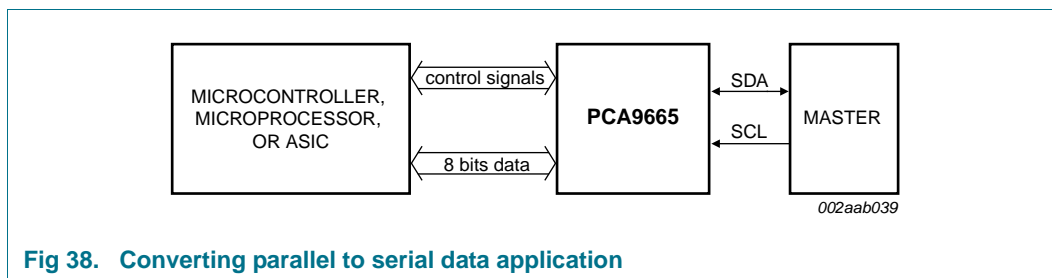 MICROCONTROLLER,
MICROPROCESSOR,
OR ASIC
control signals
8 bits data
PCA9665
SDA
SCL
MASTER
002aab039
Fig 38. Converting parallel to serial data application